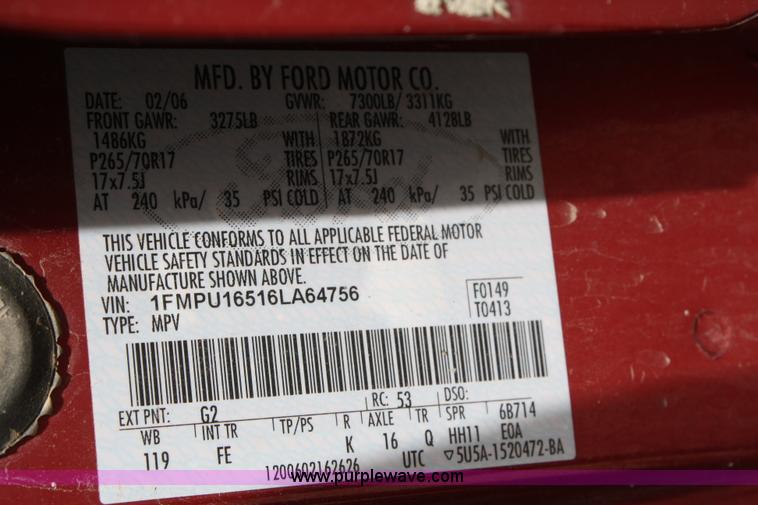 MFD. BY FORD MOTOR CO.
DATE: 02/06 GVWR: 7300LB/ 3311KG
FRONT GAWR: 3275LB REAR GAWR: 4128LB
1486KG WITH 1872KG WITH
P265/70R17 TIRES P265/70R17 TIRES
17x7.5J RIMS 17x7.5J RIMS
AT 240 kPa/ 35 PSI COLD AT 240 kPa/ 35 PSI COLD
THIS VEHICLE CONFORMS TO ALL APPLICABLE FEDERAL MOTOR
VEHICLE SAFETY STANDARDS IN EFFECT ON THE DATE OF
MANUFACTURE SHOWN ABOVE.
VIN: 1FMPU16516LA64756 F0149
TYPE: MPV T0413
EXT PNT: G2 RC: 53 DSO:
WB INT TR TP/PS R AXLE TR SPR 6B714
119 FE K 16 Q HH11 EOA
1200602162626 UTC ▽5U5A-1520472-BA
www.purplewave.com